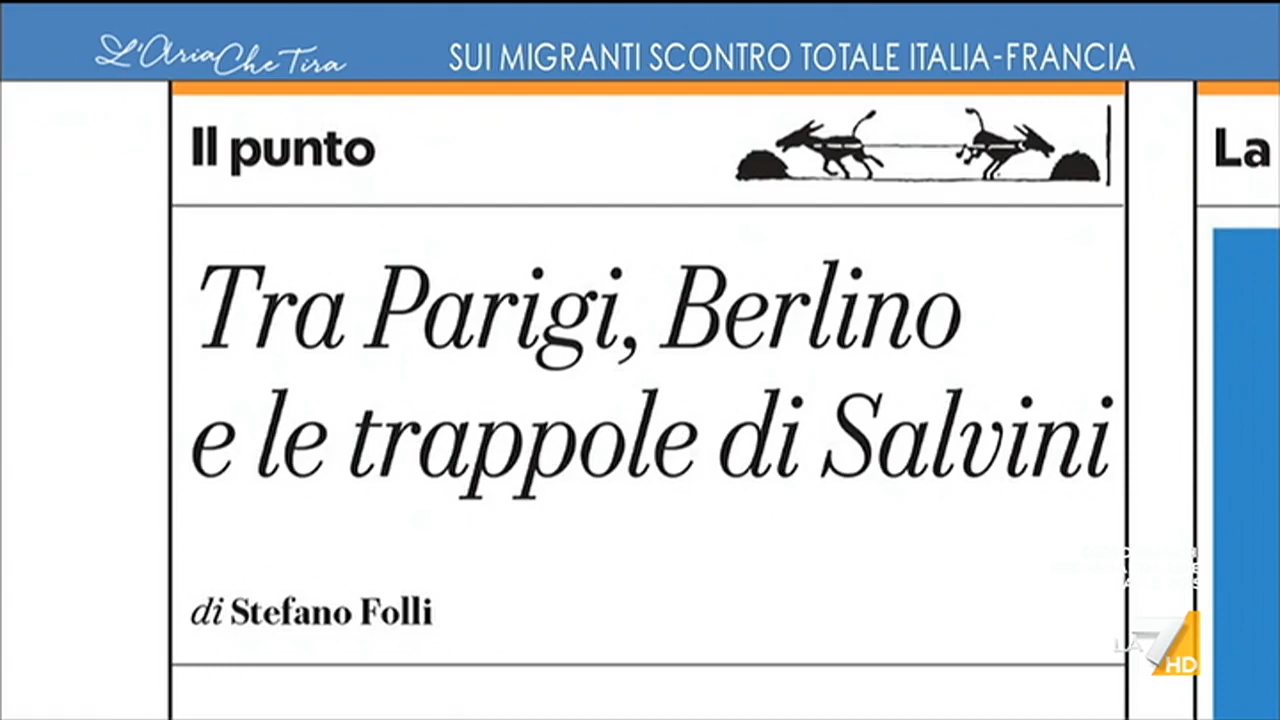 L'Aria Che Tira
SUI MIGRANTI SCONTRO TOTALE ITALIA-FRANCIA
Il punto
La
Tra Parigi, Berlino
e le trappole di Salvini
di Stefano Folli
LA7
HD